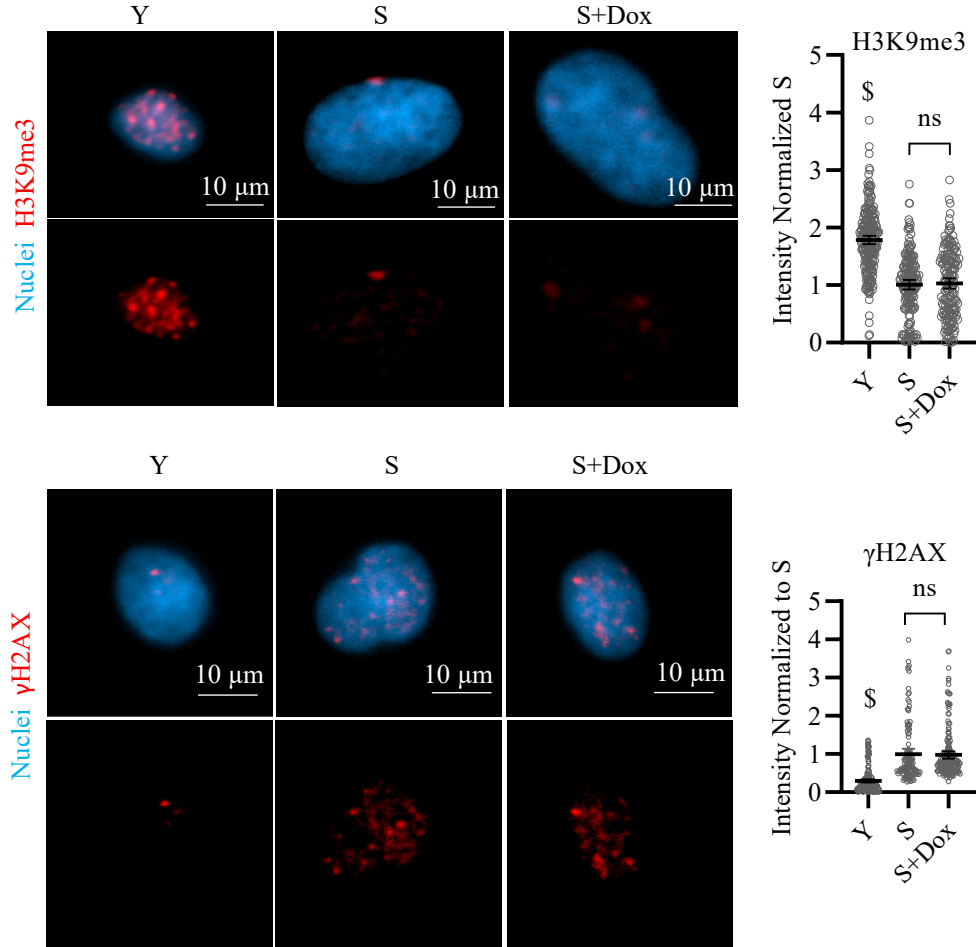 Y
S
S+Dox
Nuclei H3K9me3
10 μm
10 μm
10 μm
H3K9me3
Intensity Normalized S
5
4
3
2
1
0
$
ns
Y
S
S+Dox
Y
S
S+Dox
Nuclei γH2AX
10 μm
10 μm
10 μm
γH2AX
Intensity Normalized to S
5
4
3
2
1
0
$
ns
Y
S
S+Dox